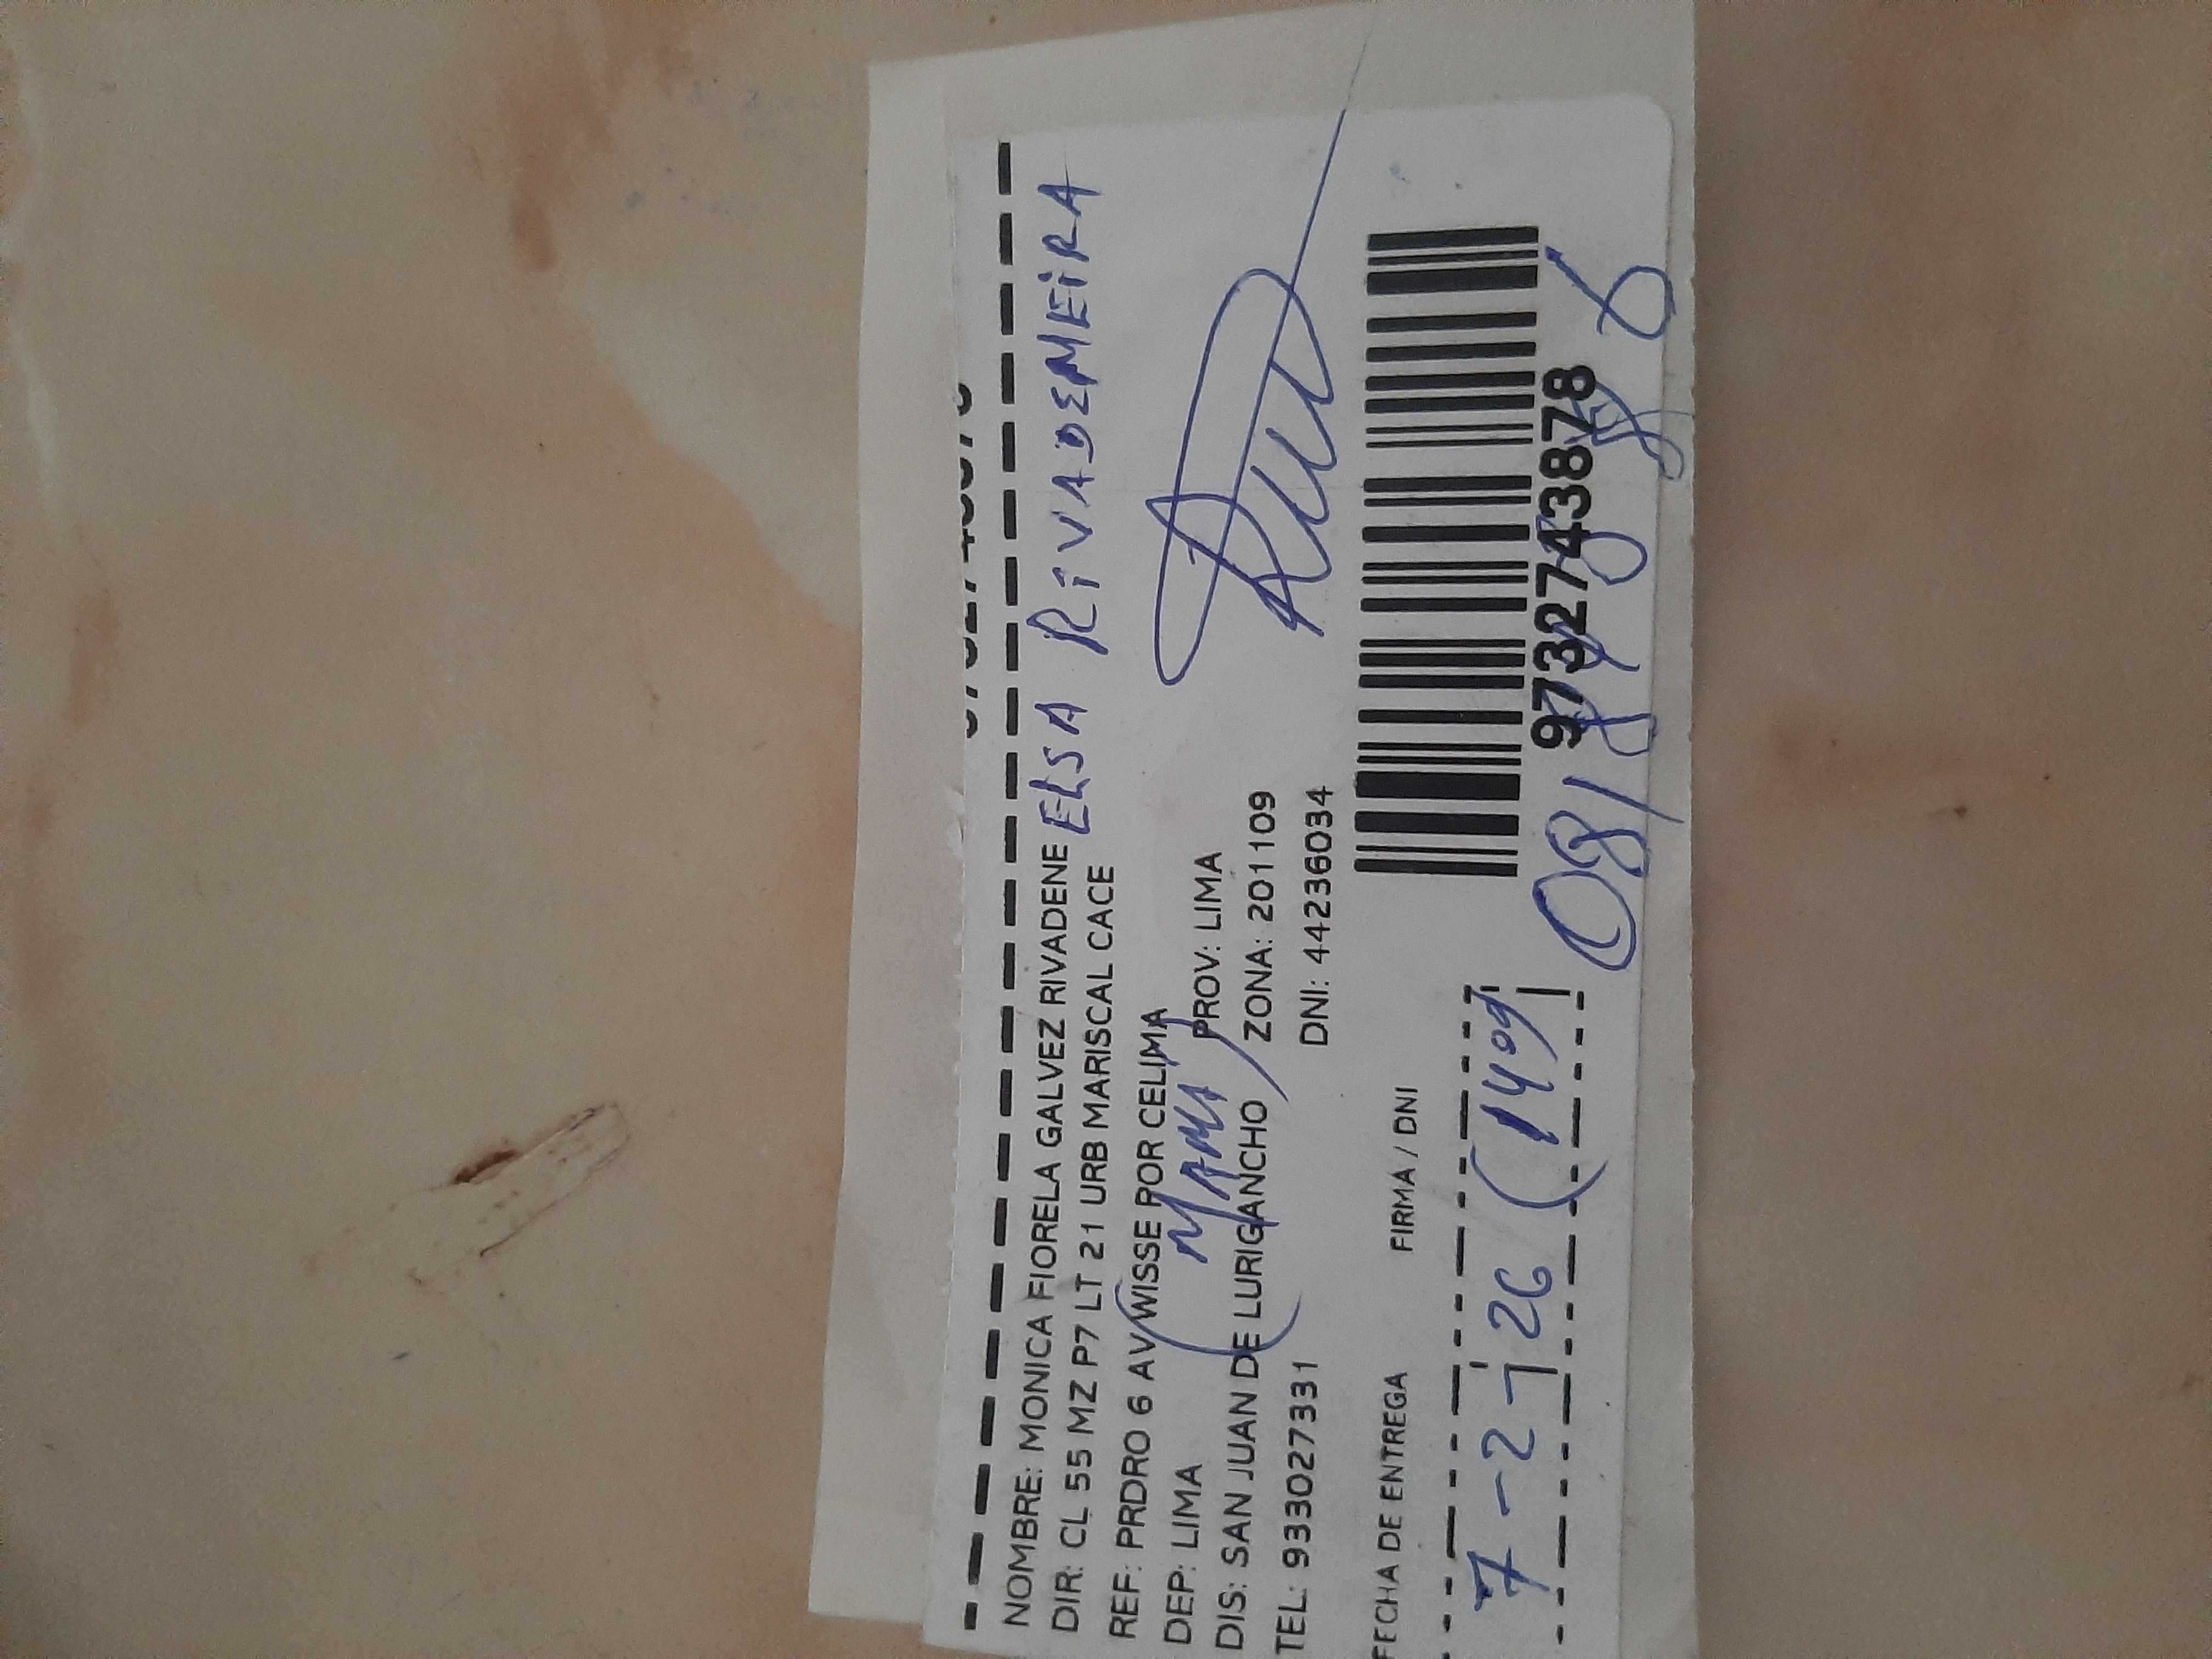 NOMBRE: MONICA FIORELA GALVEZ RIVADENE ELSA RIVADENEIRA
DIR: CL 55 MZ P7 LT 21 URB MARISCAL CACE
REF: PRDRO 6 AV WISSE POR CELIMA
(MAMA)
DEP: LIMA PROV: LIMA
DIS: SAN JUAN DE LURIGANCHO ZONA: 201109
TEL: 933027331 DNI: 44236034
FECHA DE ENTREGA FIRMA / DNI
97327743878
7-2-26 (1409)